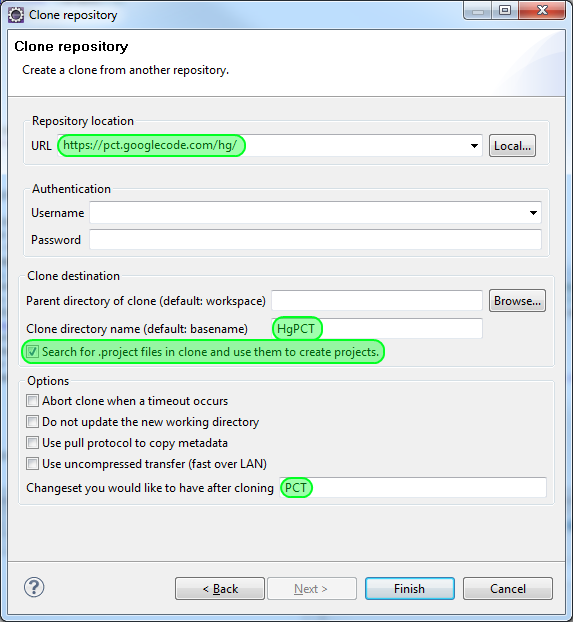 Clone repository
Clone repository
Create a clone from another repository.
Repository location
URL https://pct.googlecode.com/hg/ Local...
Authentication
Username
Password
Clone destination
Parent directory of clone (default: workspace) Browse...
Clone directory name (default: basename) HgPCT
Search for .project files in clone and use them to create projects.
Options
Abort clone when a timeout occurs
Do not update the new working directory
Use pull protocol to copy metadata
Use uncompressed transfer (fast over LAN)
Changeset you would like to have after cloning PCT
? < Back Next > Finish Cancel